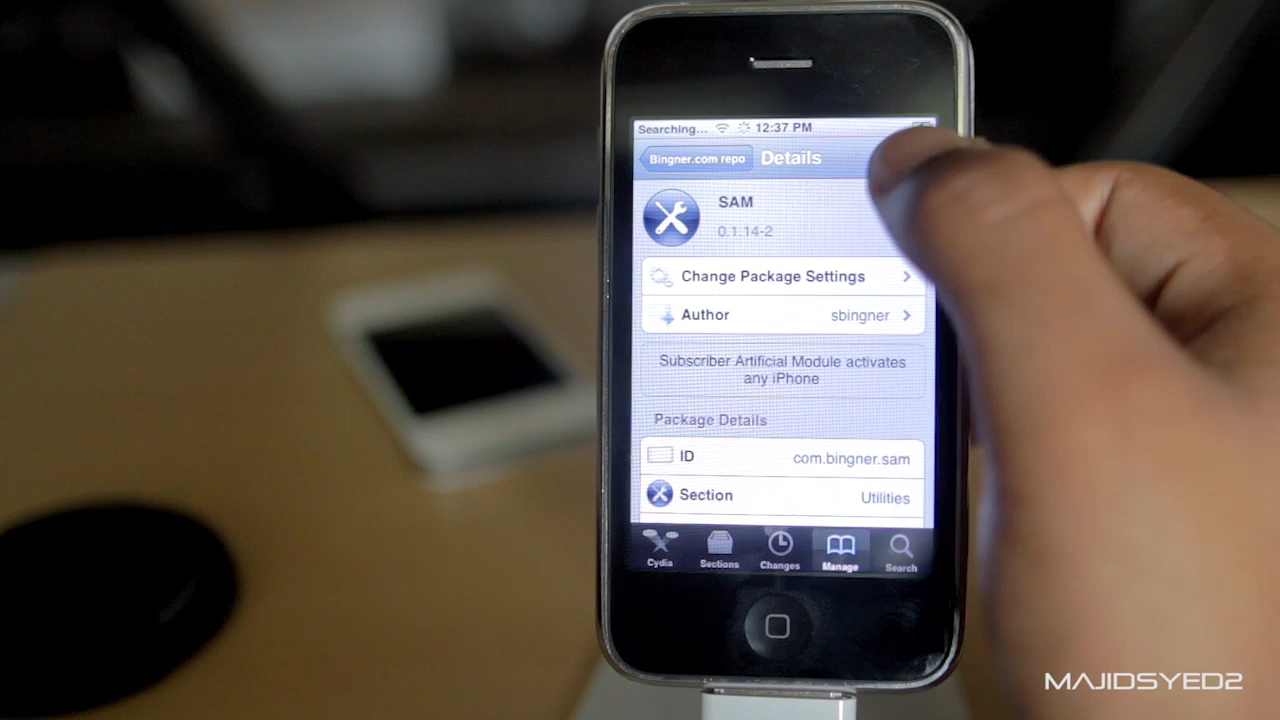 Searching... 12:37 PM
Bingner.com repo Details
SAM
0.1.14-2
Change Package Settings
Author sbingner
Subscriber Artificial Module activates
any iPhone
Package Details
ID com.bingner.sam
Section Utilities
Cydia Sections Changes Manage Search
MAJIDSYED2